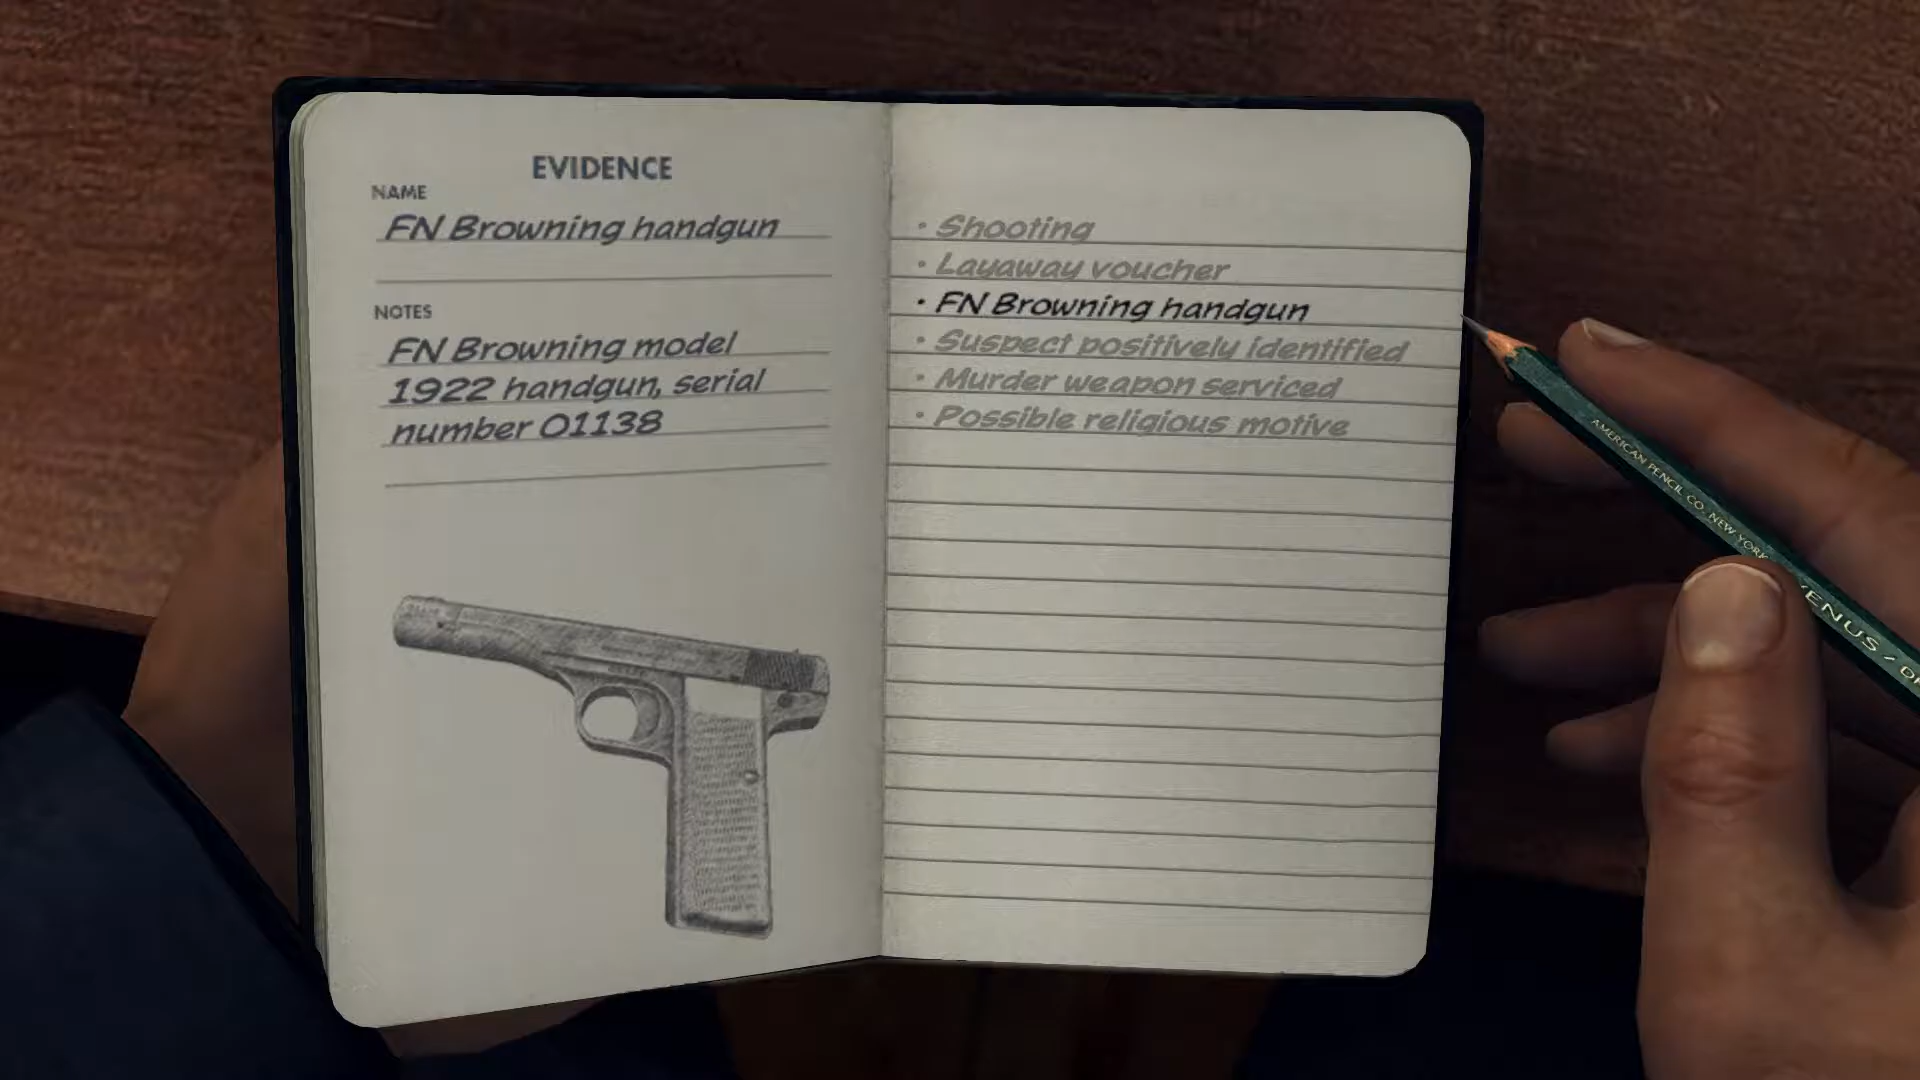 EVIDENCE
NAME
FN Browning handgun
NOTES
FN Browning model
1922 handgun, serial
number 01138
• Shooting
• Layaway voucher
• FN Browning handgun
• Suspect positively identified
• Murder weapon serviced
• Possible religious motive
AMERICAN PENCIL CO. NEW YORK
VENUS /